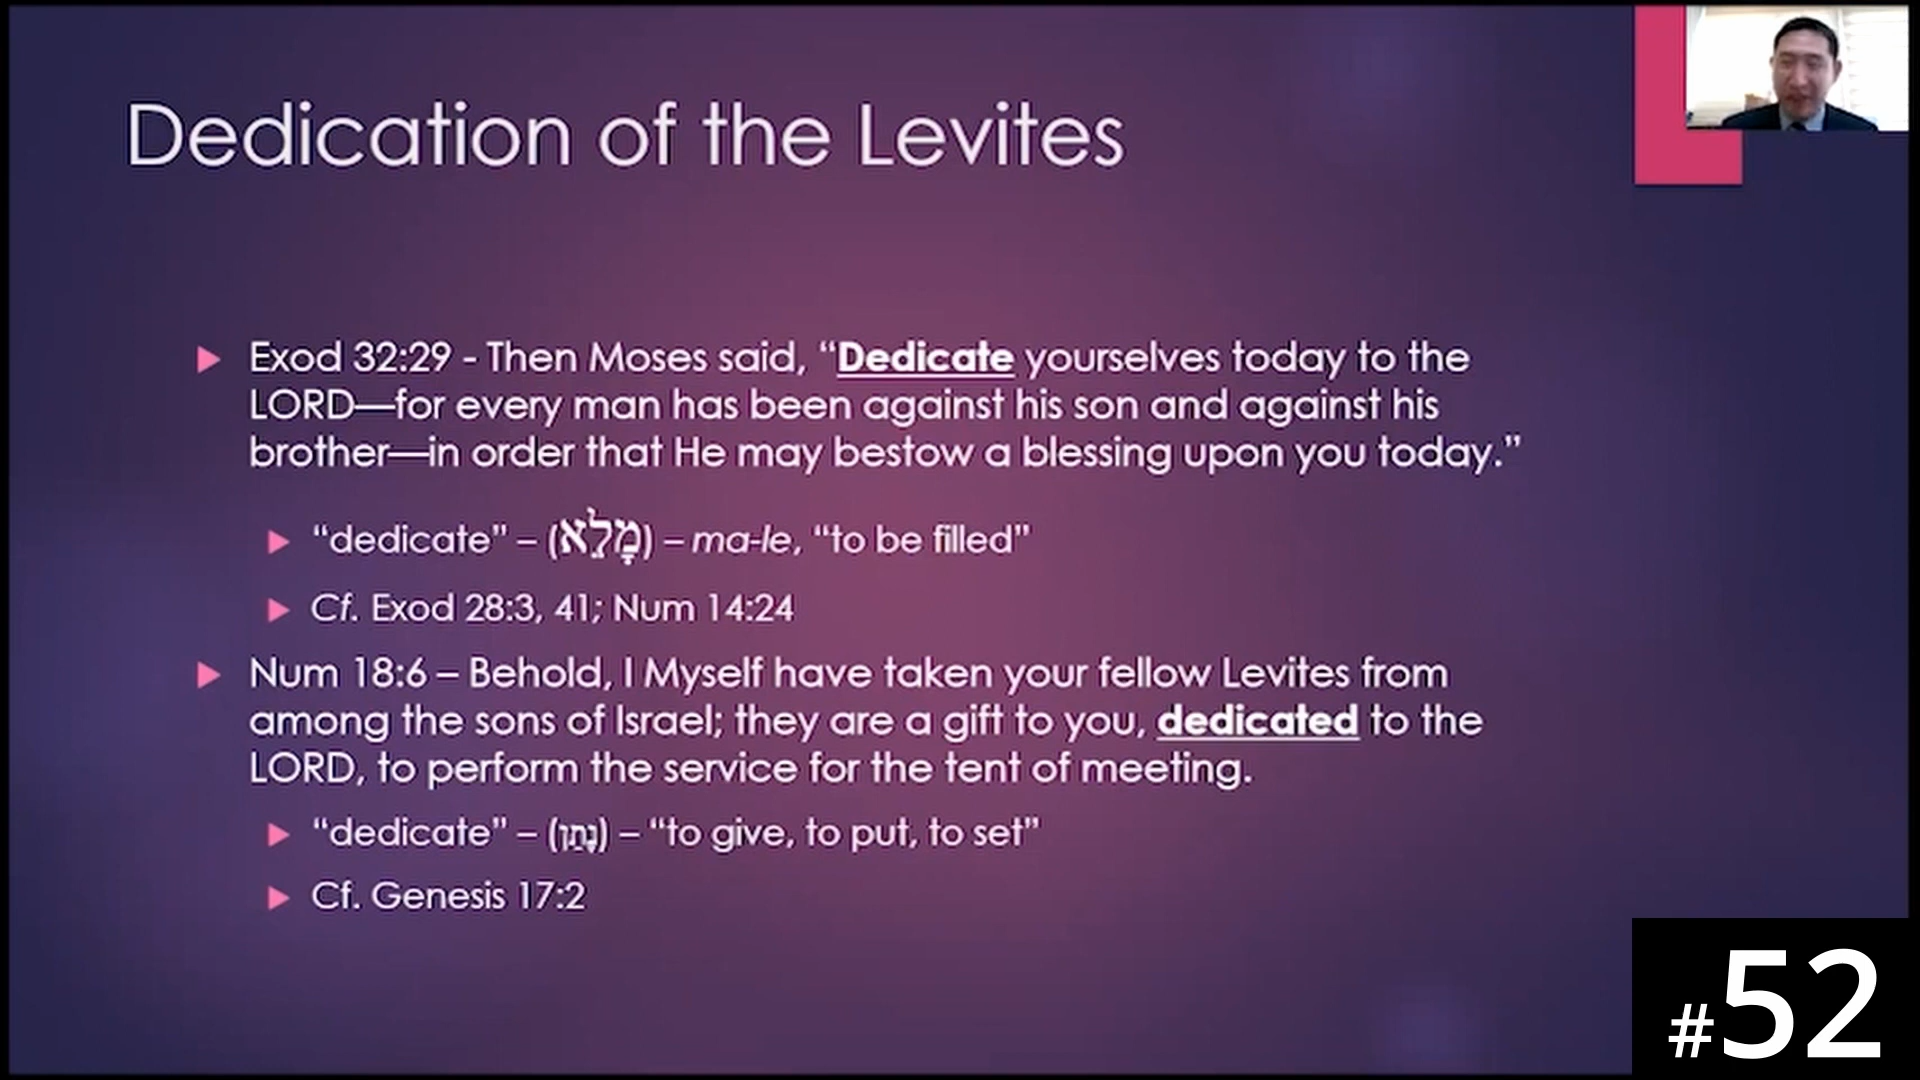 Dedication of the Levites
Exod 32:29 - Then Moses said, “Dedicate yourselves today to the
LORD—for every man has been against his son and against his
brother—in order that He may bestow a blessing upon you today.”
“dedicate” – (מָלֵא) – ma-le, “to be filled”
Cf. Exod 28:3, 41; Num 14:24
Num 18:6 – Behold, I Myself have taken your fellow Levites from
among the sons of Israel; they are a gift to you, dedicated to the
LORD, to perform the service for the tent of meeting.
“dedicate” – (נָתַן) – “to give, to put, to set”
Cf. Genesis 17:2
#52